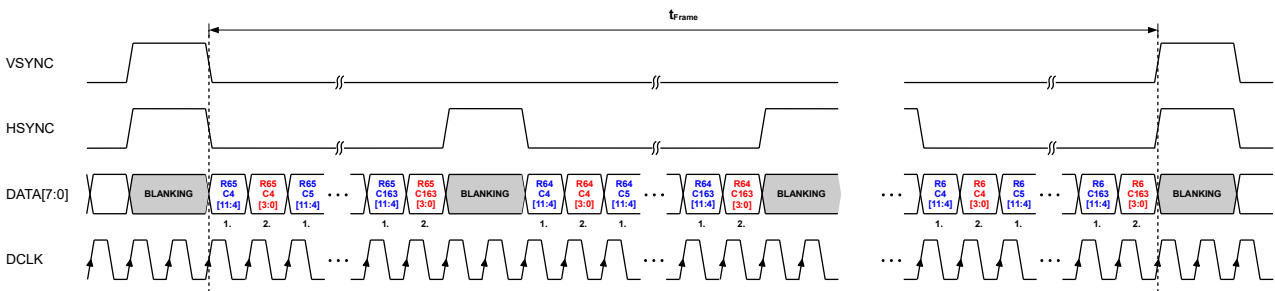 tFrame
VSYNC
HSYNC
DATA[7:0]
BLANKING
R65 C4 [11:4]
R65 C4 [3:0]
R65 C5 [11:4]
R65 C163 [11:4]
R65 C163 [3:0]
BLANKING
R64 C4 [11:4]
R64 C4 [3:0]
R64 C5 [11:4]
R64 C163 [11:4]
R64 C163 [3:0]
BLANKING
R6 C4 [11:4]
R6 C4 [3:0]
R6 C5 [11:4]
R6 C163 [11:4]
R6 C163 [3:0]
BLANKING
1. 2. 1. 1. 2. 1. 2. 1. 1. 2. 1. 2. 1. 1. 2.
DCLK